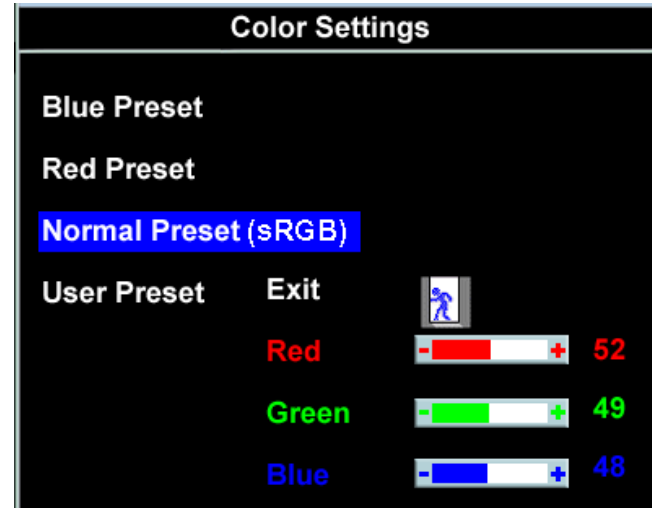 Color Settings
Blue Preset
Red Preset
Normal Preset (sRGB)
User Preset Exit
Red - + 52
Green - + 49
Blue - + 48